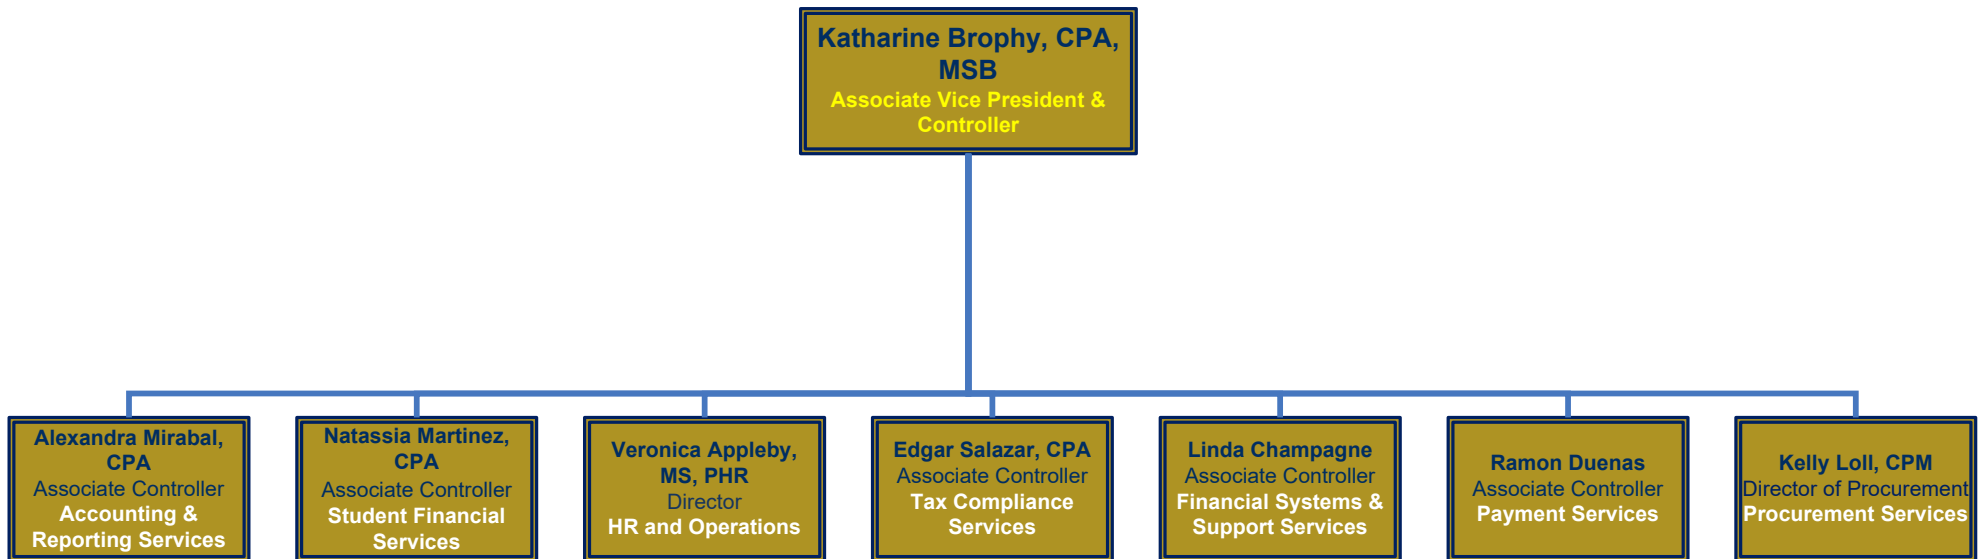 Katharine Brophy, CPA,
MSB
Associate Vice President &
Controller
Alexandra Mirabal,
CPA
Associate Controller
Accounting &
Reporting Services
Natassia Martinez,
CPA
Associate Controller
Student Financial
Services
Veronica Appleby,
MS, PHR
Director
HR and Operations
Edgar Salazar, CPA
Associate Controller
Tax Compliance
Services
Linda Champagne
Associate Controller
Financial Systems &
Support Services
Ramon Duenas
Associate Controller
Payment Services
Kelly Loll, CPM
Director of Procurement
Procurement Services